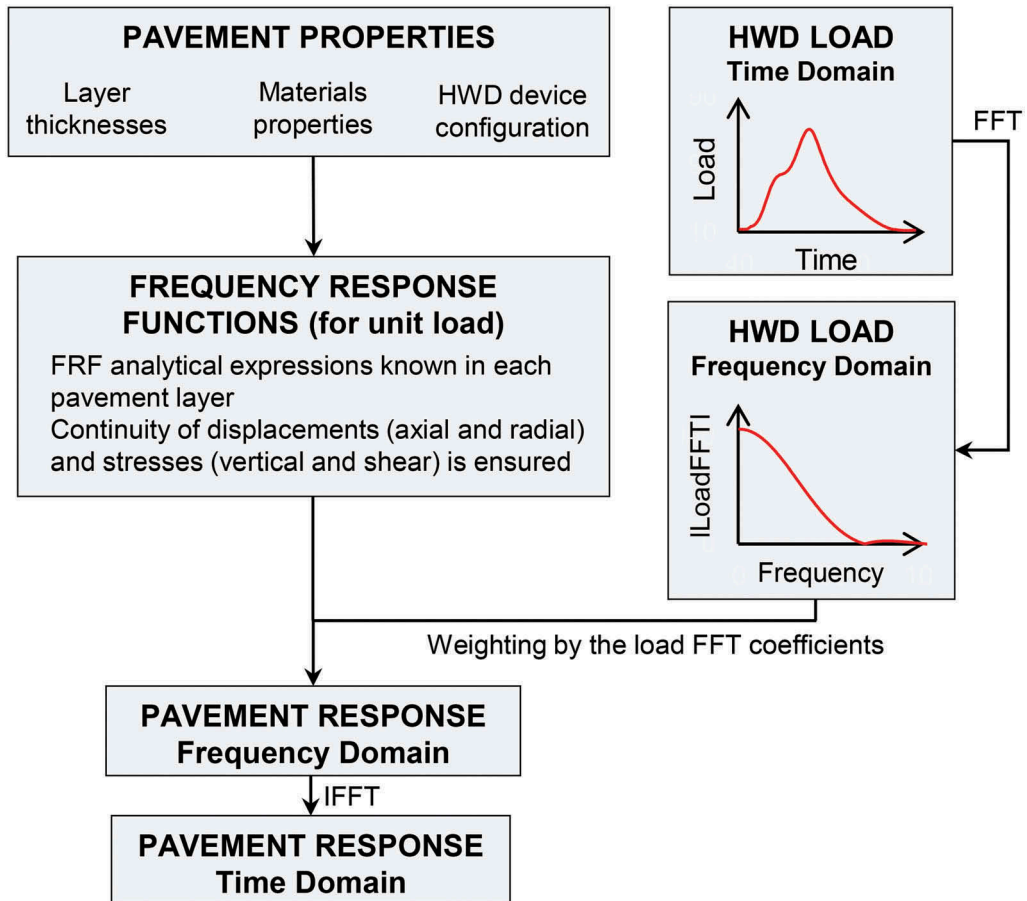 PAVEMENT PROPERTIES
Layer
thicknesses
Materials
properties
HWD device
configuration
HWD LOAD
Time Domain
Load
Time
FFT
FREQUENCY RESPONSE
FUNCTIONS (for unit load)
FRF analytical expressions known in each
pavement layer
Continuity of displacements (axial and radial)
and stresses (vertical and shear) is ensured
HWD LOAD
Frequency Domain
|LoadFFT|
Frequency
Weighting by the load FFT coefficients
PAVEMENT RESPONSE
Frequency Domain
IFFT
PAVEMENT RESPONSE
Time Domain